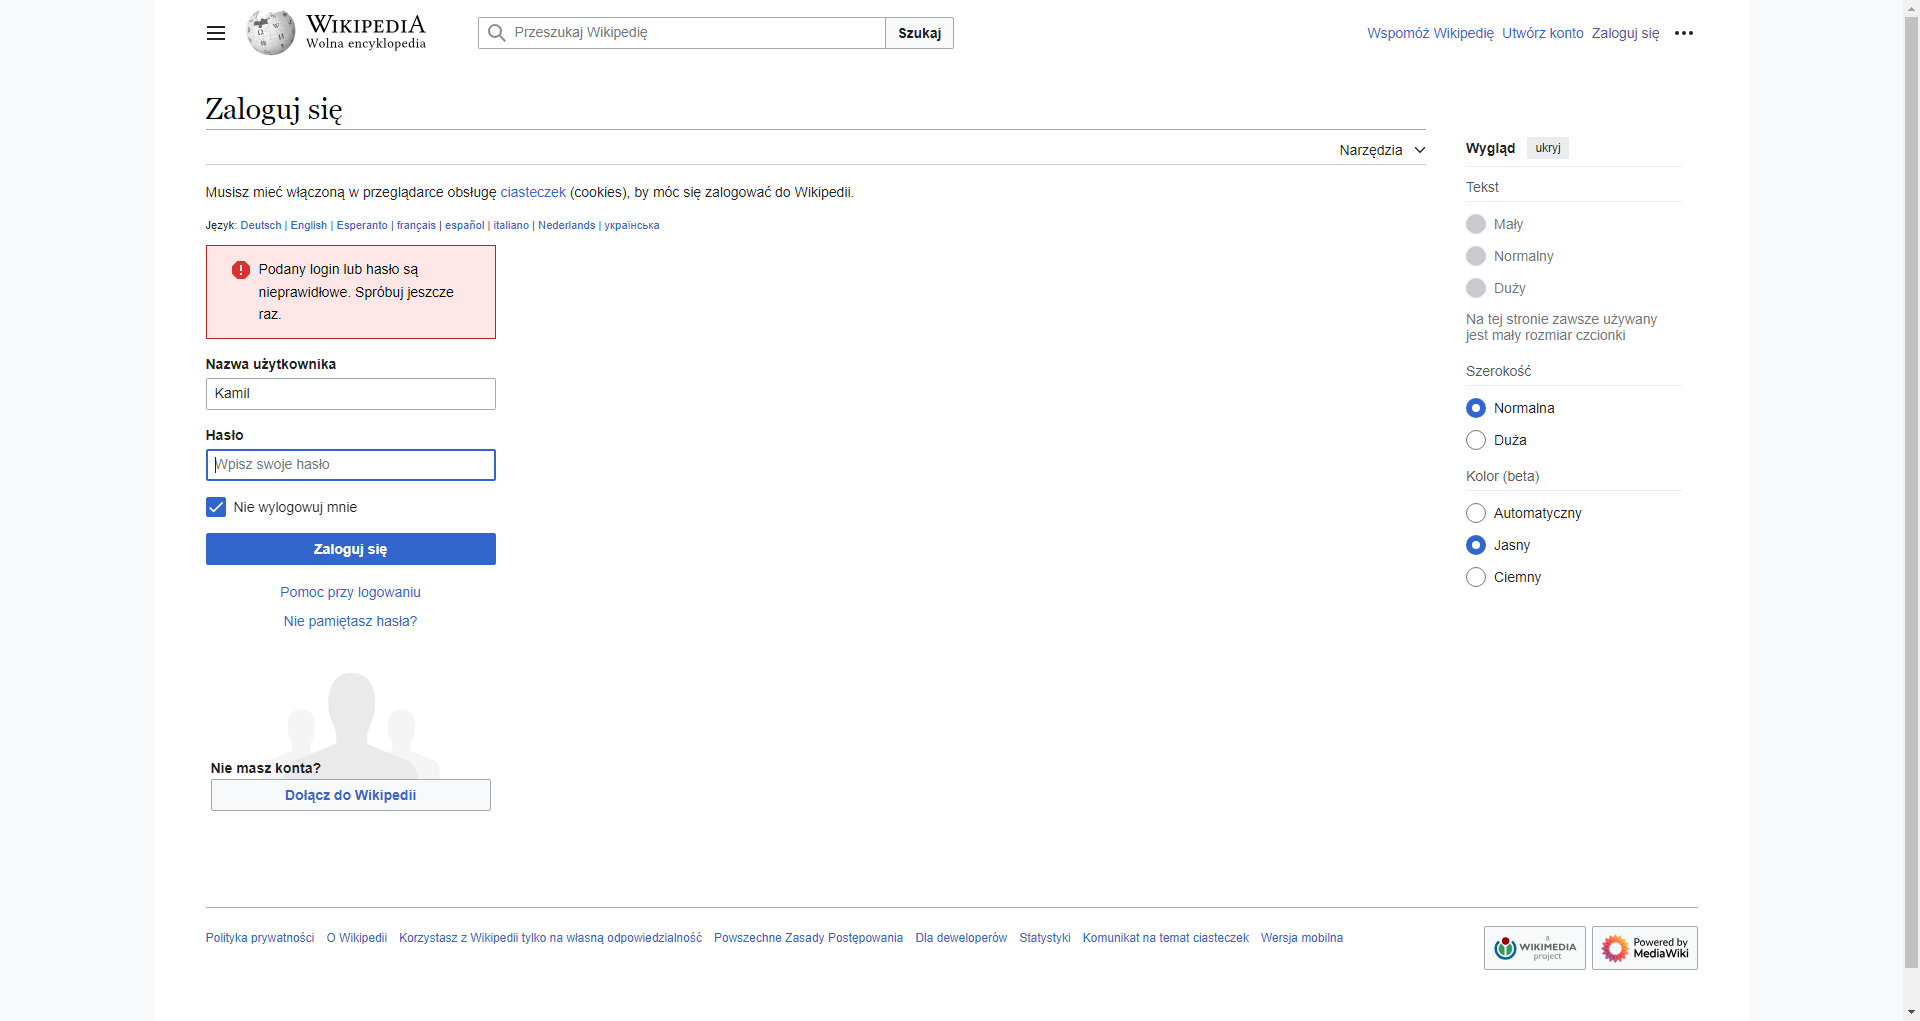 WIKIPEDIA
Wolna encyklopedia
Przeszukaj Wikipedię
Szukaj
Wspomóż Wikipedię Utwórz konto Zaloguj się
Zaloguj się
Narzędzia
Musisz mieć włączoną w przeglądarce obsługę ciasteczek (cookies), by móc się zalogować do Wikipedii.
Język: Deutsch | English | Esperanto | français | español | italiano | Nederlands | українська
Podany login lub hasło są
nieprawidłowe. Spróbuj jeszcze
raz.
Nazwa użytkownika
Kamil
Hasło
Wpisz swoje hasło
Nie wylogowuj mnie
Zaloguj się
Pomoc przy logowaniu
Nie pamiętasz hasła?
Nie masz konta?
Dołącz do Wikipedii
Wygląd ukryj
Tekst
Mały
Normalny
Duży
Na tej stronie zawsze używany
jest mały rozmiar czcionki
Szerokość
Normalna
Duża
Kolor (beta)
Automatyczny
Jasny
Ciemny
Polityka prywatności O Wikipedii Korzystasz z Wikipedii tylko na własną odpowiedzialność Powszechne Zasady Postępowania Dla deweloperów Statystyki Komunikat na temat ciasteczek Wersja mobilna
a
WIKIMEDIA
project
Powered by
MediaWiki